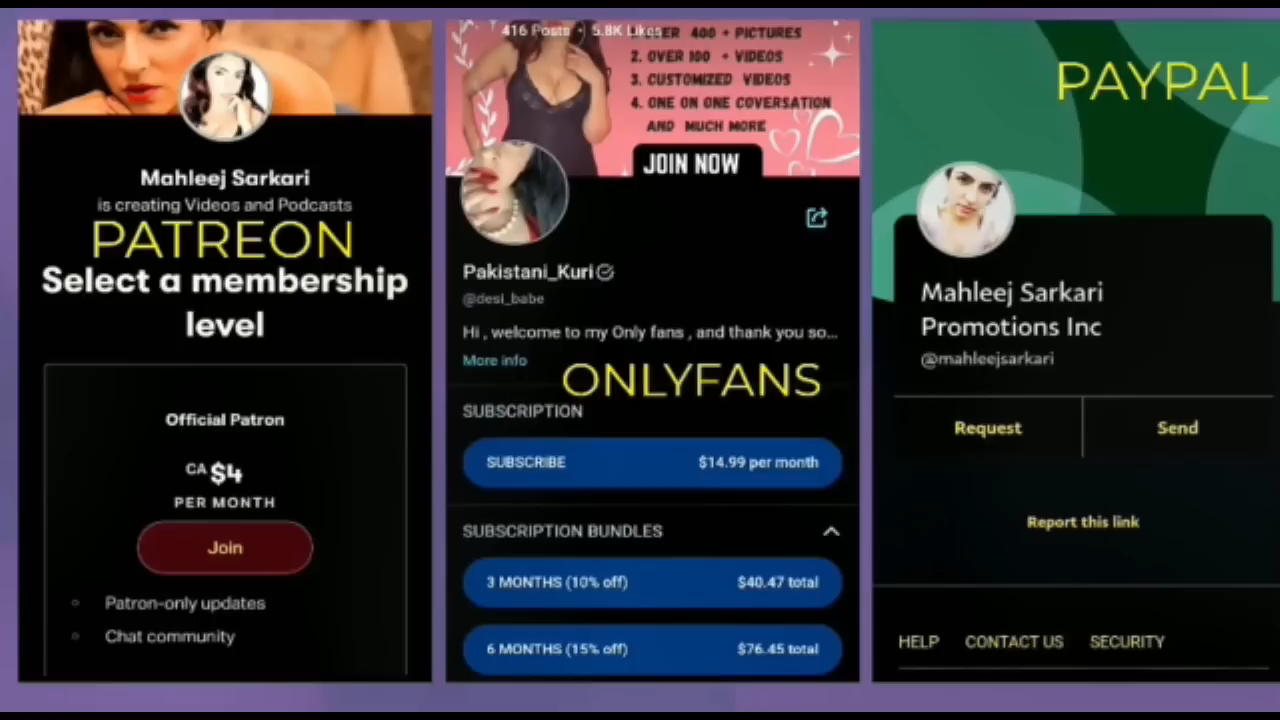 Mahleej Sarkari
is creating Videos and Podcasts
PATREON
Select a membership
level
Official Patron
CA $4
PER MONTH
Join
Patron-only updates
Chat community
416 Posts • 5.8K Likes
400 + PICTURES
2. OVER 100 + VIDEOS
3. CUSTOMIZED VIDEOS
4. ONE ON ONE COVERSATION
AND MUCH MORE
JOIN NOW
Pakistani_Kuri
@desi_babe
Hi , welcome to my Only fans , and thank you so...
More info
ONLYFANS
SUBSCRIPTION
SUBSCRIBE $14.99 per month
SUBSCRIPTION BUNDLES
3 MONTHS (10% off) $40.47 total
6 MONTHS (15% off) $76.45 total
PAYPAL
Mahleej Sarkari
Promotions Inc
@mahleejsarkari
Request Send
Report this link
HELP CONTACT US SECURITY